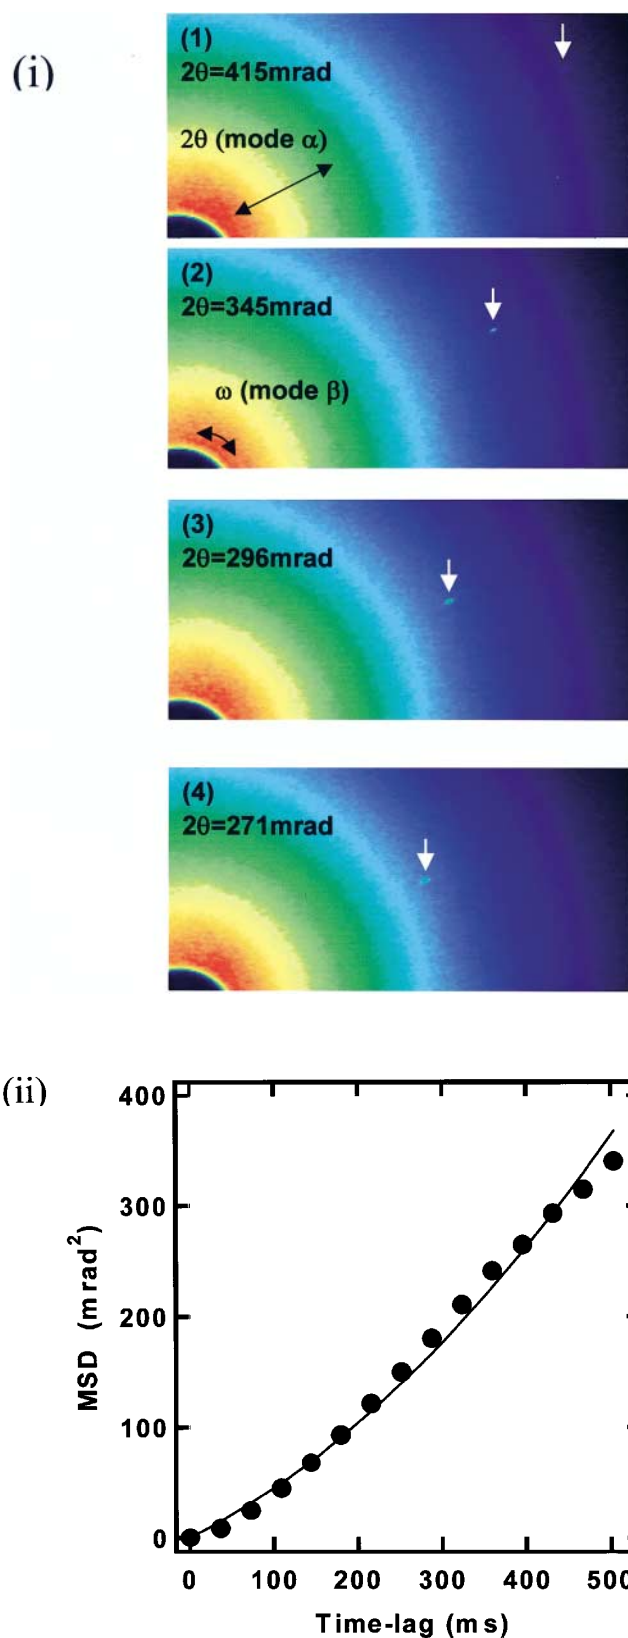 (i)
(1)
2θ=415mrad
2θ (mode α)
(2)
2θ=345mrad
ω (mode β)
(3)
2θ=296mrad
(4)
2θ=271mrad
(ii)
400
300
200
100
0
MSD (mrad²)
0 100 200 300 400 500
Time-lag (ms)